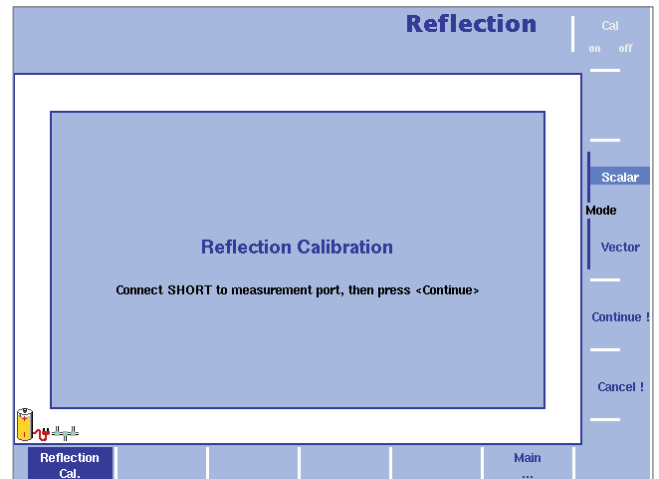 Reflection
Cal
on off
Scalar
Mode
Vector
Reflection Calibration
Connect SHORT to measurement port, then press <Continue>
Continue !
Cancel !
Reflection
Cal.
Main
...